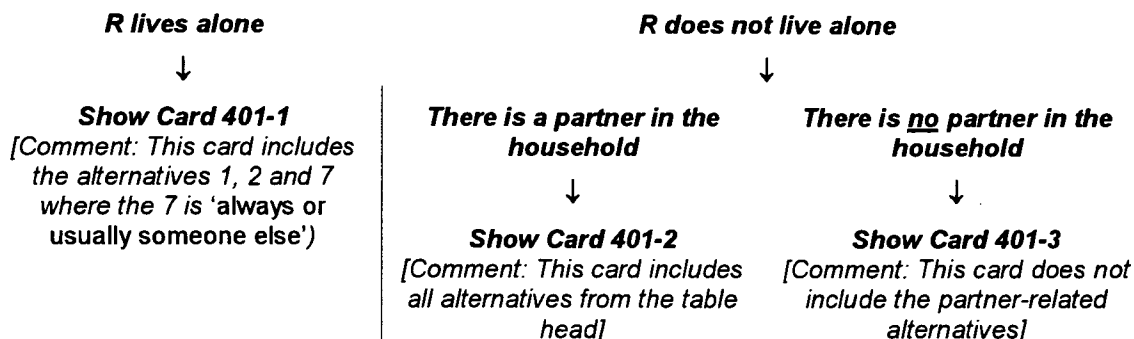 R lives alone
↓
Show Card 401-1
[Comment: This card includes
the alternatives 1, 2 and 7
where the 7 is 'always or
usually someone else')
R does not live alone
↓
There is a partner in the
household
↓
Show Card 401-2
[Comment: This card includes
all alternatives from the table
head]
There is no partner in the
household
↓
Show Card 401-3
[Comment: This card does not
include the partner-related
alternatives]